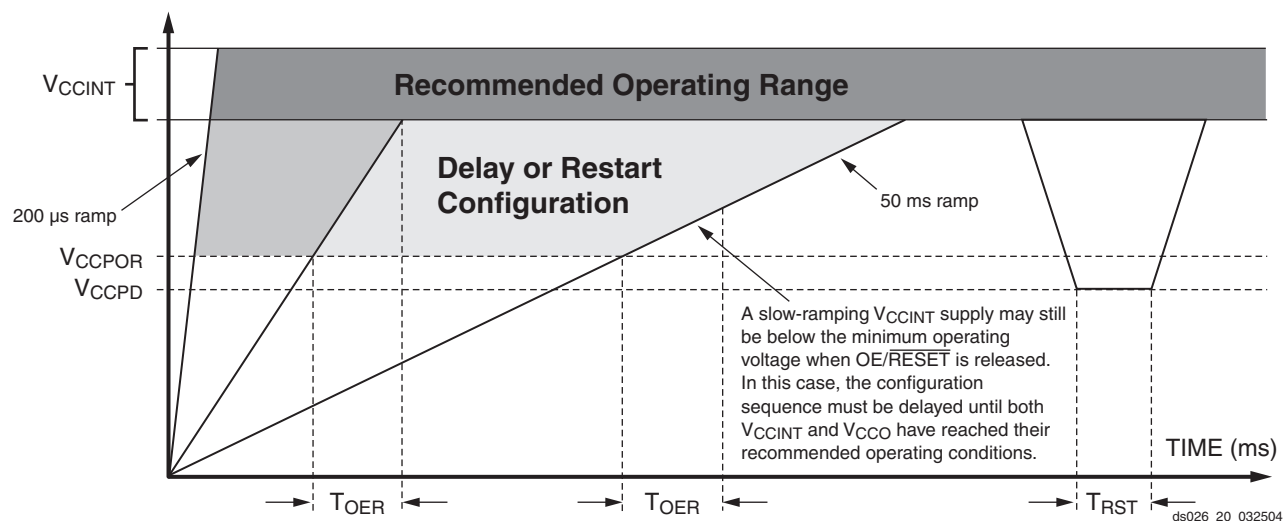 VCCINT
Recommended Operating Range
Delay or Restart
Configuration
200 µs ramp
50 ms ramp
VCCPOR
VCCPD
A slow-ramping VCCINT supply may still
be below the minimum operating
voltage when OE/RESET is released.
In this case, the configuration
sequence must be delayed until both
VCCINT and VCCO have reached their
recommended operating conditions.
TIME (ms)
TOER
TOER
TRST
ds026_20_032504